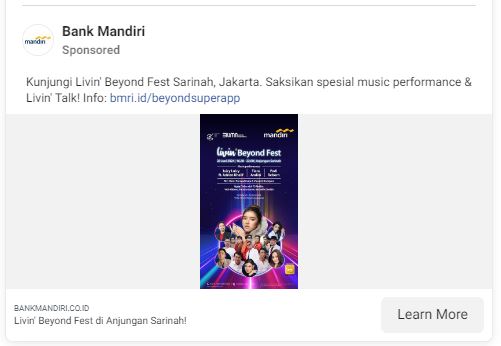 mandiri
Bank Mandiri
Sponsored
Kunjungi Livin' Beyond Fest Sarinah, Jakarta. Saksikan spesial music performance &
Livin' Talk! Info: bmri.id/beyondsuperapp
BUMN
mandiri
livin' Beyond Fest
BANKMANDIRI.CO.ID
Livin' Beyond Fest di Anjungan Sarinah!
Learn More